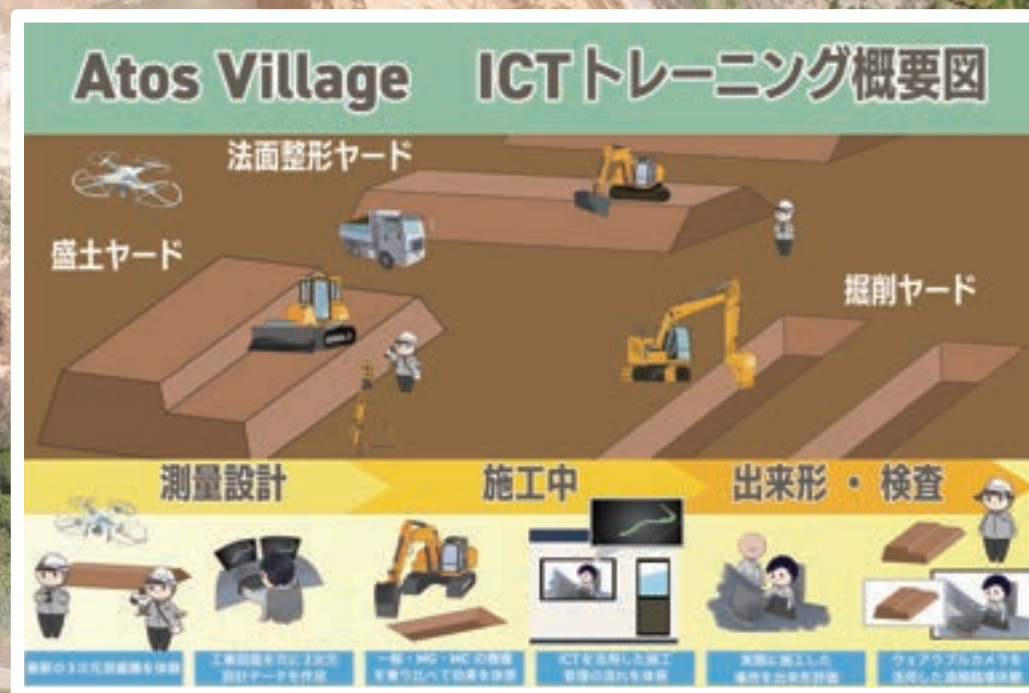 Atos Village ICTトレーニング概要図
法面整形ヤード
盛土ヤード
掘削ヤード
測量設計
施工中
出来形・検査
最新の3次元測量機を体験
工事図面を元に3次元
設計データを作成
一般・MG・MCの機種
を乗り比べて効果を体感
ICTを活用した施工
管理の流れを体験
実際に施工した
場所を出来形評価
ウェアラブルカメラを
活用した遠隔臨場体験